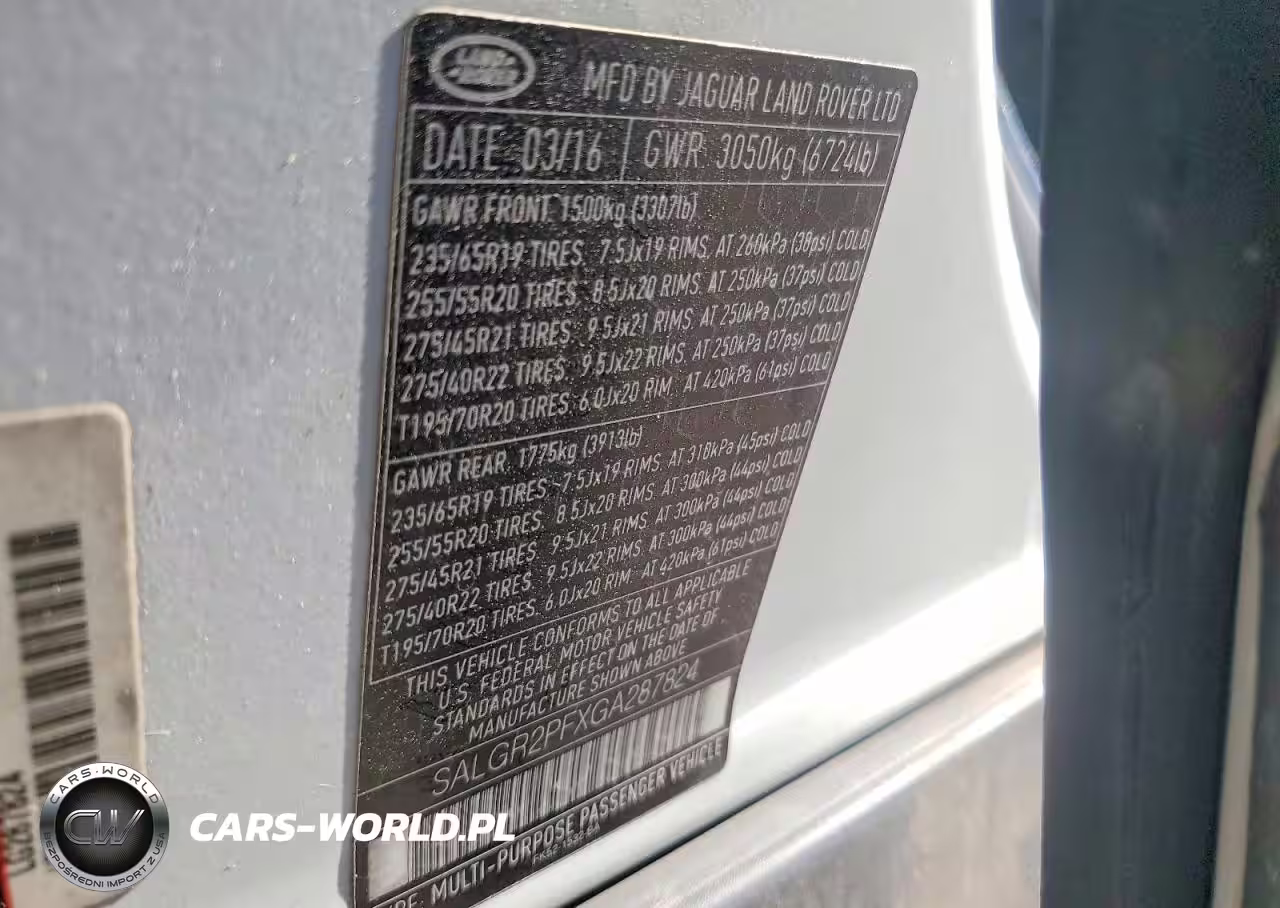 LAND ROVER
MFD BY JAGUAR LAND ROVER LTD
DATE: 03/16 GWR: 3050kg (6724lb)
GAWR FRONT: 1500kg (3307lb)
235/65R19 TIRES: 7.5Jx19 RIMS: AT 260kPa (38psi) COLD
255/55R20 TIRES: 8.5Jx20 RIMS: AT 250kPa (37psi) COLD
275/45R21 TIRES: 9.5Jx21 RIMS: AT 250kPa (37psi) COLD
275/40R22 TIRES: 9.5Jx22 RIMS: AT 250kPa (37psi) COLD
T195/70R20 TIRES: 6.0Jx20 RIM: AT 420kPa (61psi) COLD
GAWR REAR: 1775kg (3913lb)
235/65R19 TIRES: 7.5Jx19 RIMS: AT 310kPa (45psi) COLD
255/55R20 TIRES: 8.5Jx20 RIMS: AT 300kPa (44psi) COLD
275/45R21 TIRES: 9.5Jx21 RIMS: AT 300kPa (44psi) COLD
275/40R22 TIRES: 9.5Jx22 RIMS: AT 300kPa (44psi) COLD
T195/70R20 TIRES: 6.0Jx20 RIM: AT 420kPa (61psi) COLD
THIS VEHICLE CONFORMS TO ALL APPLICABLE
U.S. FEDERAL MOTOR VEHICLE SAFETY
STANDARDS IN EFFECT ON THE DATE OF
MANUFACTURE SHOWN ABOVE
SALGR2PFXGA287824
MULTI-PURPOSE PASSENGER VEHICLE
CARS-WORLD
CW
BEZPOŚREDNI IMPORT Z USA
CARS-WORLD.PL